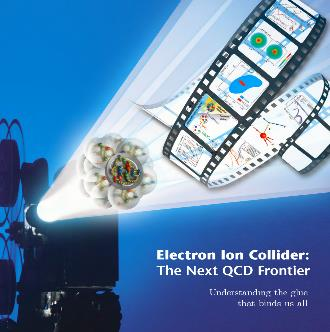 Electron Ion Collider:
The Next QCD Frontier
Understanding the glue
that binds us all